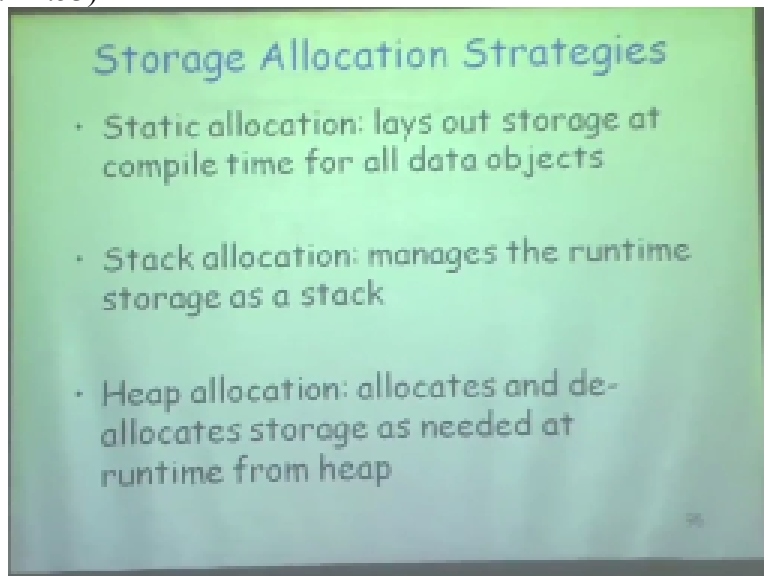 Storage Allocation Strategies
• Static allocation: lays out storage at
compile time for all data objects
• Stack allocation: manages the runtime
storage as a stack
• Heap allocation: allocates and de-
allocates storage as needed at
runtime from heap